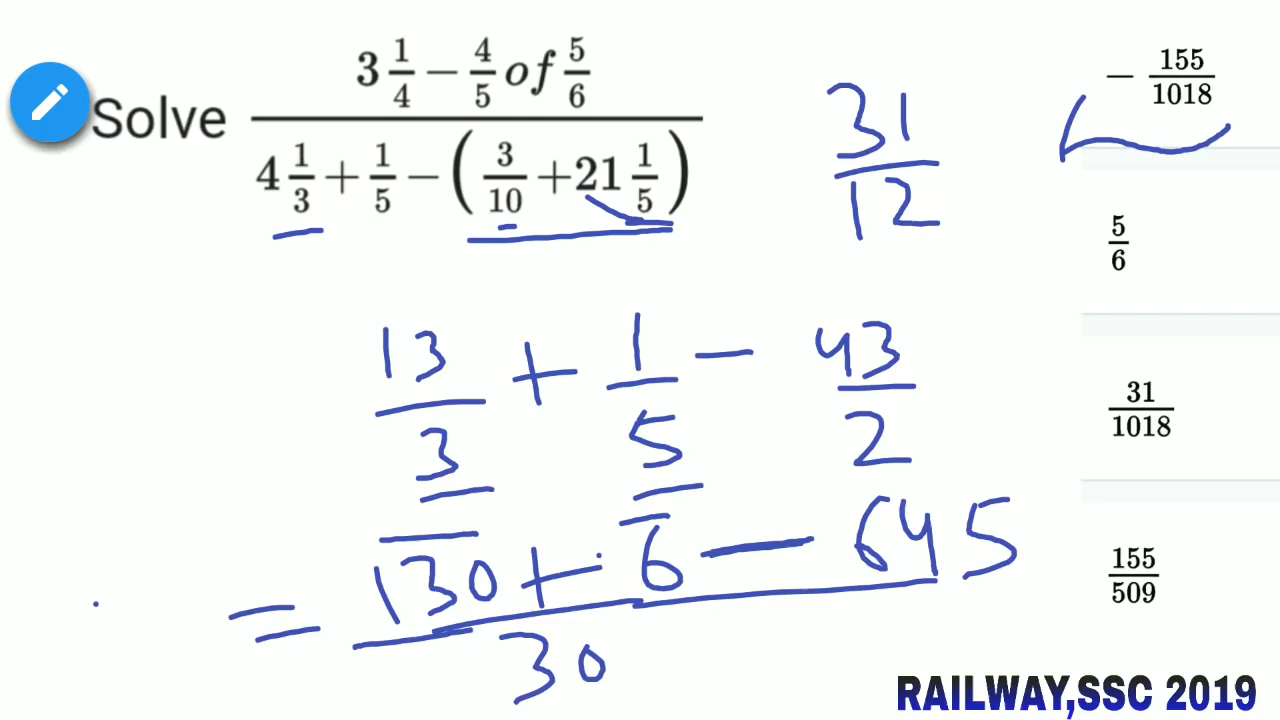 Solve (3 1/4 − 4/5 of 5/6) / (4 1/3 + 1/5 − (3/10 + 21 1/5))
31/12
− 155/1018
5/6
31/1018
155/509
13/3 + 1/5 − 43/2
= (130 + 6 − 645) / 30
RAILWAY,SSC 2019